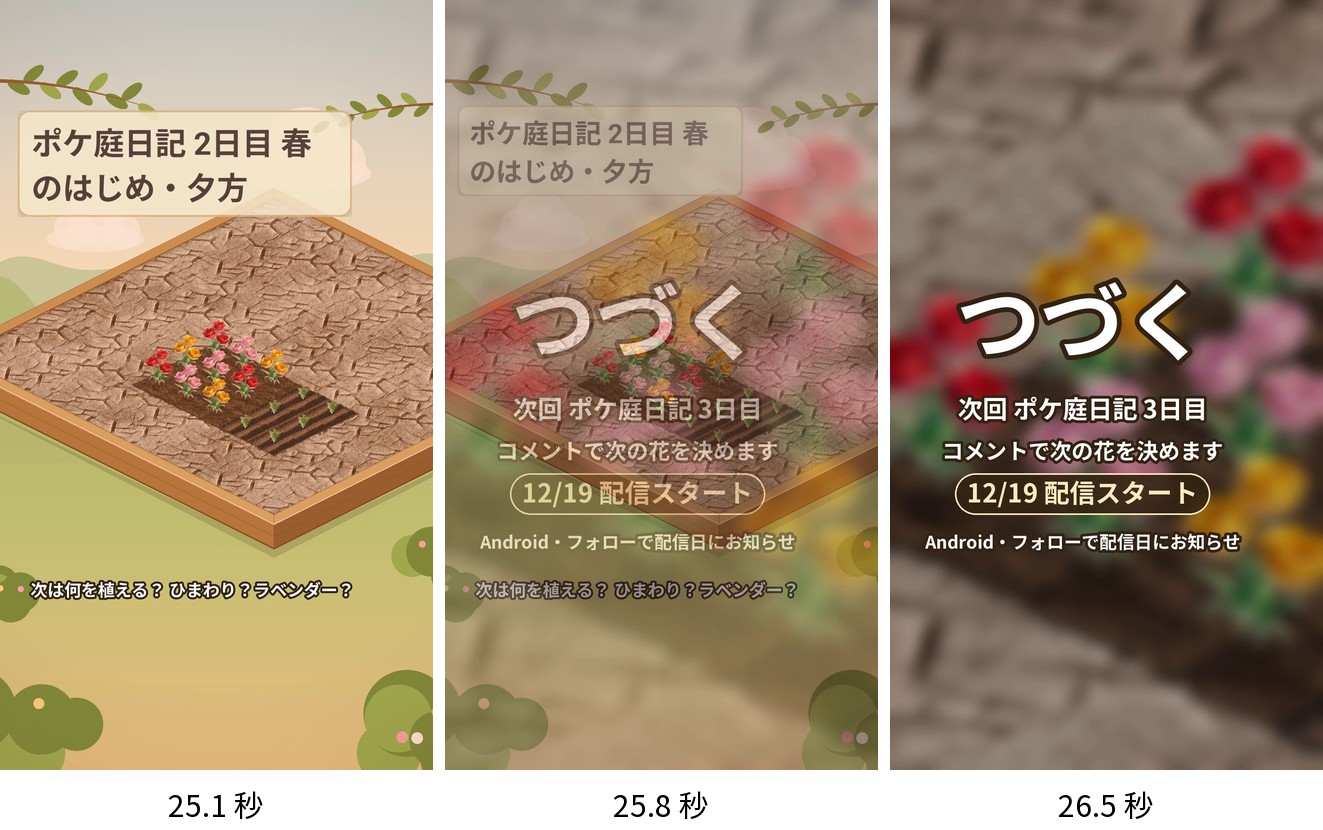 ポケ庭日記 2日目 春
のはじめ・夕方
次は何を植える？ ひまわり？ラベンダー？
25.1 秒
ポケ庭日記 2日目 春
のはじめ・夕方
つづく
次回 ポケ庭日記 3日目
コメントで次の花を決めます
12/19 配信スタート
Android・フォローで配信日にお知らせ
次は何を植える？ ひまわり？ラベンダー？
25.8 秒
つづく
次回 ポケ庭日記 3日目
コメントで次の花を決めます
12/19 配信スタート
Android・フォローで配信日にお知らせ
26.5 秒